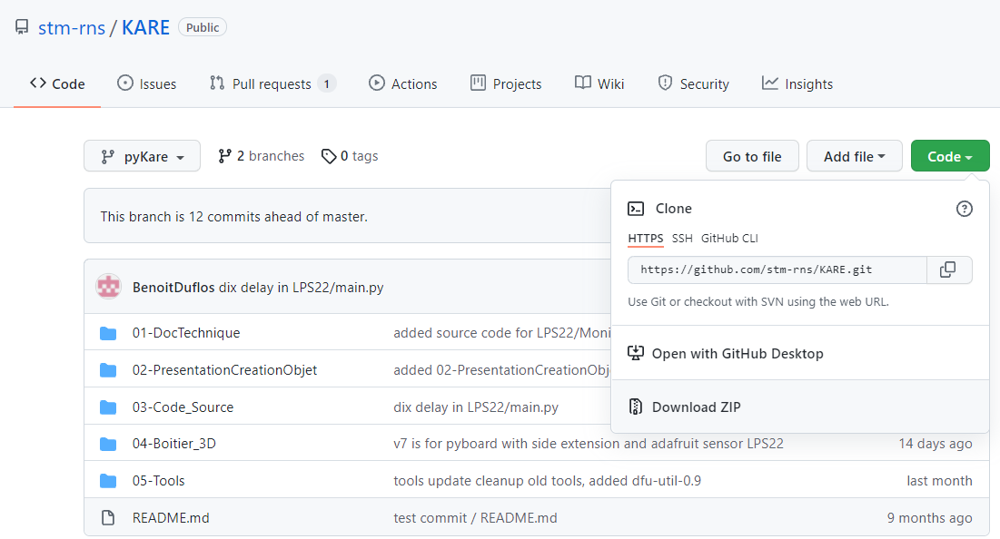 stm-rns / KARE Public
Code Issues Pull requests 1 Actions Projects Wiki Security Insights
pyKare 2 branches 0 tags Go to file Add file Code
This branch is 12 commits ahead of master.
Clone
HTTPS SSH GitHub CLI
https://github.com/stm-rns/KARE.git
Use Git or checkout with SVN using the web URL.
Open with GitHub Desktop
Download ZIP
BenoitDuflos dix delay in LPS22/main.py
01-DocTechnique added source code for LPS22/Moni
02-PresentationCreationObjet added 02-PresentationCreationObj
03-Code_Source dix delay in LPS22/main.py
04-Boitier_3D v7 is for pyboard with side extension and adafruit sensor LPS22 14 days ago
05-Tools tools update cleanup old tools, added dfu-util-0.9 last month
README.md test commit / README.md 9 months ago